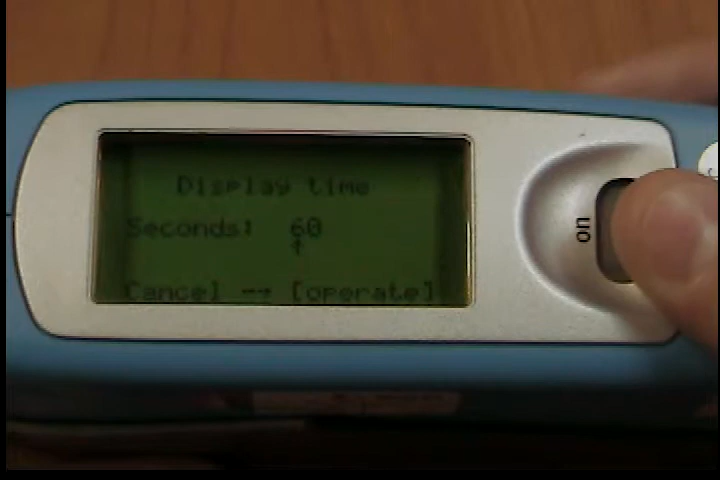 Display time
Seconds: 60
↑
Cancel --→ [operate]
on